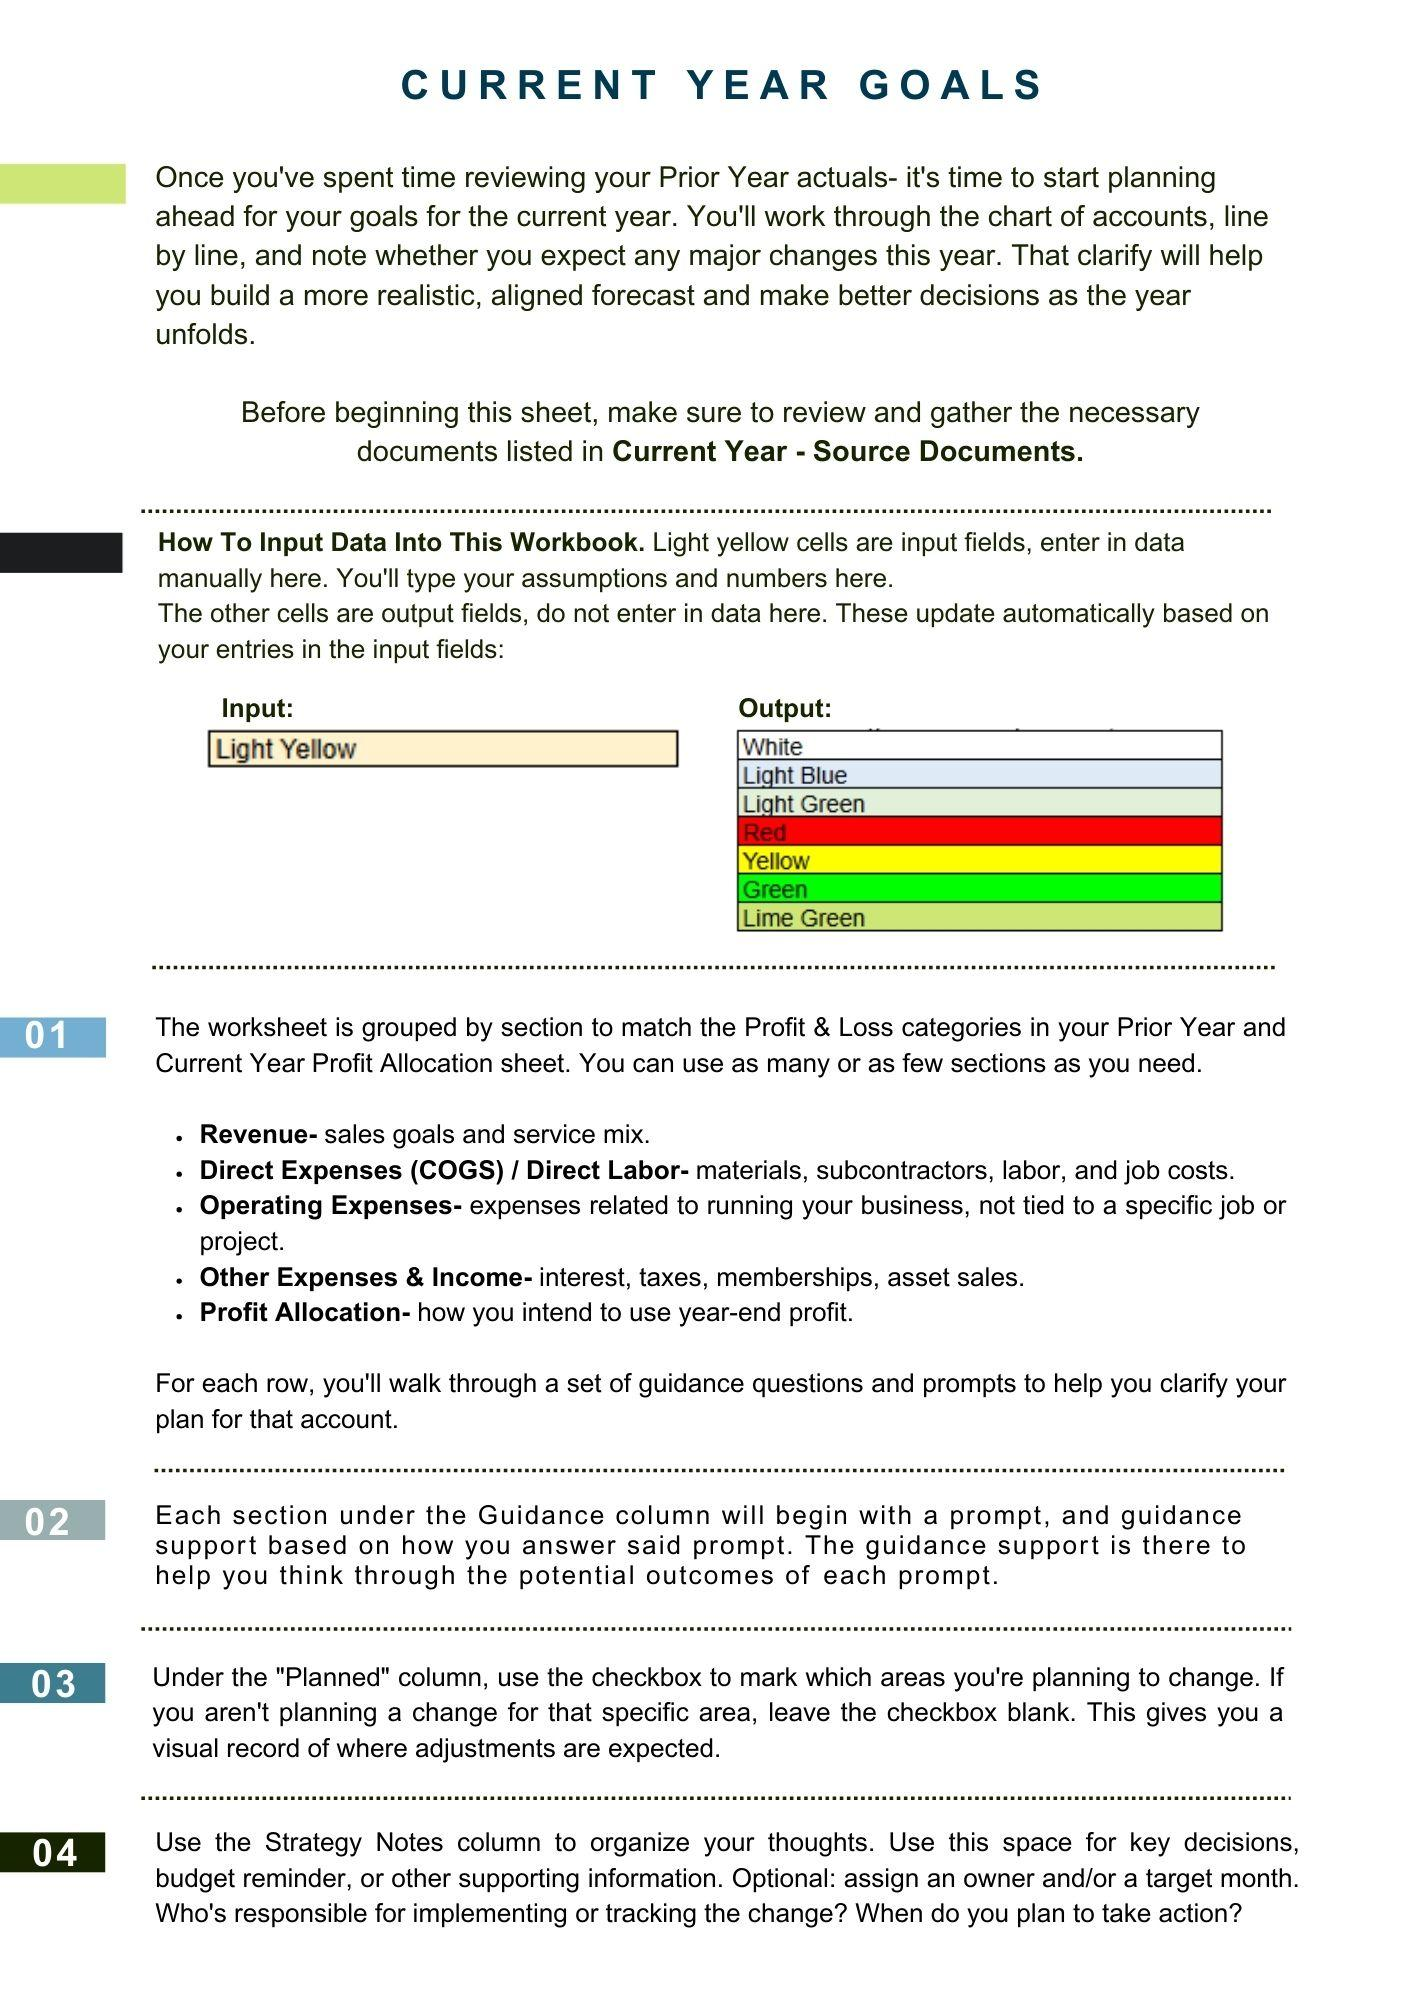 CURRENT YEAR GOALS
Once you've spent time reviewing your Prior Year actuals- it's time to start planning
ahead for your goals for the current year. You'll work through the chart of accounts, line
by line, and note whether you expect any major changes this year. That clarify will help
you build a more realistic, aligned forecast and make better decisions as the year
unfolds.
Before beginning this sheet, make sure to review and gather the necessary
documents listed in Current Year - Source Documents.
How To Input Data Into This Workbook. Light yellow cells are input fields, enter in data
manually here. You'll type your assumptions and numbers here.
The other cells are output fields, do not enter in data here. These update automatically based on
your entries in the input fields:
Input:
Light Yellow
Output:
White
Light Blue
Light Green
Red
Yellow
Green
Lime Green
01
The worksheet is grouped by section to match the Profit & Loss categories in your Prior Year and
Current Year Profit Allocation sheet. You can use as many or as few sections as you need.
• Revenue- sales goals and service mix.
• Direct Expenses (COGS) / Direct Labor- materials, subcontractors, labor, and job costs.
• Operating Expenses- expenses related to running your business, not tied to a specific job or
project.
• Other Expenses & Income- interest, taxes, memberships, asset sales.
• Profit Allocation- how you intend to use year-end profit.
For each row, you'll walk through a set of guidance questions and prompts to help you clarify your
plan for that account.
02
Each section under the Guidance column will begin with a prompt, and guidance
support based on how you answer said prompt. The guidance support is there to
help you think through the potential outcomes of each prompt.
03
Under the "Planned" column, use the checkbox to mark which areas you're planning to change. If
you aren't planning a change for that specific area, leave the checkbox blank. This gives you a
visual record of where adjustments are expected.
04
Use the Strategy Notes column to organize your thoughts. Use this space for key decisions,
budget reminder, or other supporting information. Optional: assign an owner and/or a target month.
Who's responsible for implementing or tracking the change? When do you plan to take action?